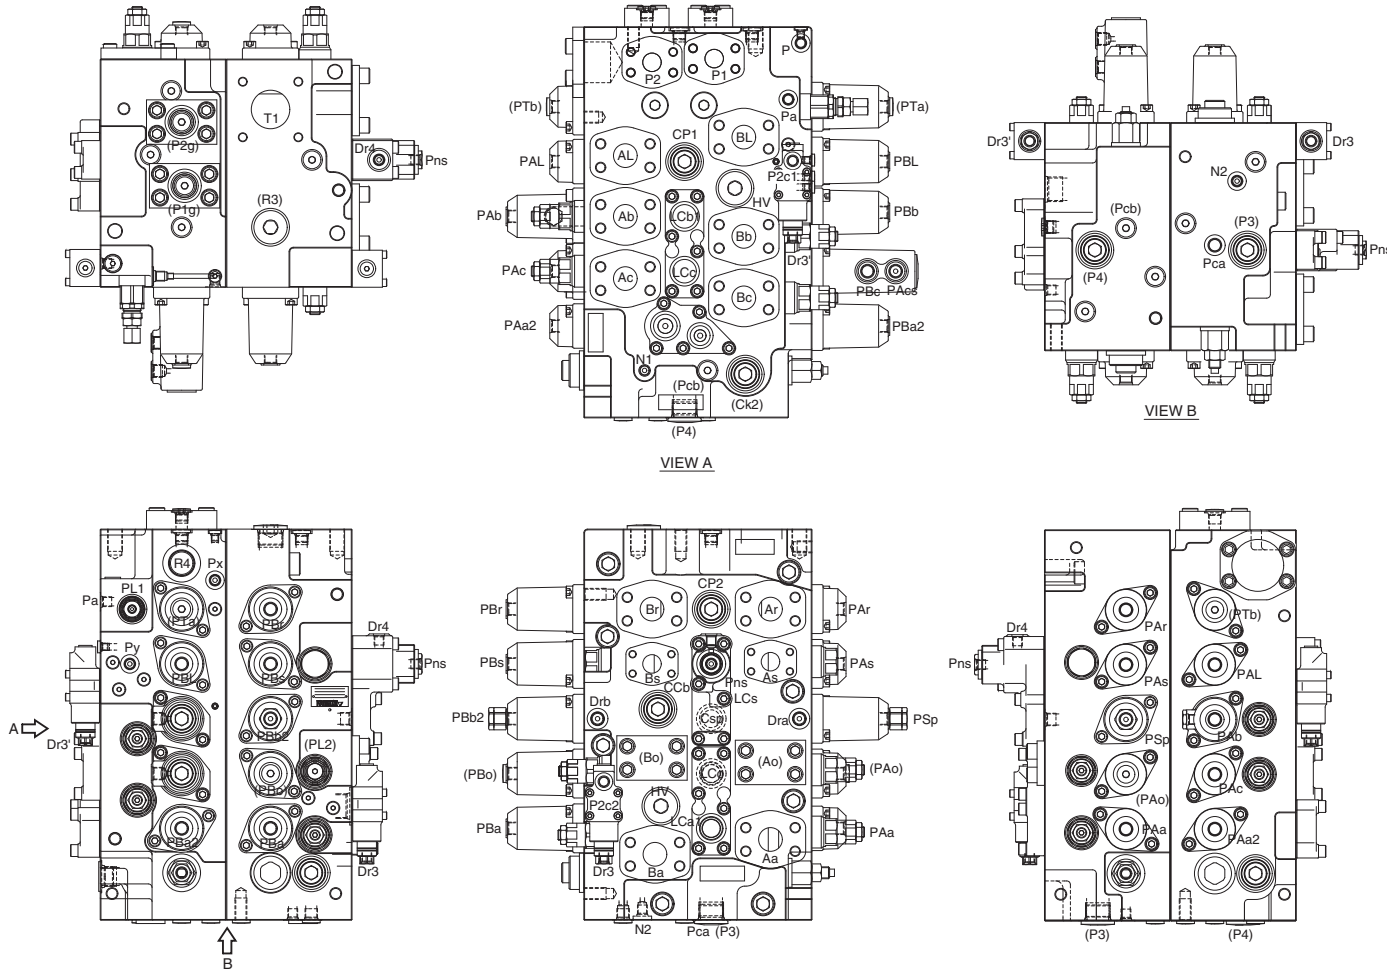 T1
(P2g)
Dr4
Pns
(P1g)
(R3)
P
P2
P1
(PTb)
(PTa)
Pa
CP1
BL
AL
PAL
PBL
P2c1
HV
PAb
Ab
LCb1
PBb
Bb
Dr3'
PAc
Ac
LCc
Bc
PBc
PAcs
PAa2
PBa2
N1
(Pcb)
(Ck2)
(P4)
VIEW A
Dr3'
Dr3
N2
(Pcb)
(P3)
Pns
Pca
(P4)
VIEW B
R4
Px
PL1
Pa
(PTa)
PBr
Dr4
Py
PBL
PBs
Pns
A
Dr3'
PBb2
(PL2)
(PBo)
PBa2
PBa
Dr3
B
CP2
PBr
Br
Ar
PAr
PBs
Bs
As
PAs
Pns
CCb
LCs
PBb2
Drb
Csp
Dra
PSp
(Bo)
(Ao)
(PBo)
LCo
(PAo)
P2c2
HV
LCa1
PBa
PAa
Dr3
Ba
Aa
N2
Pca
(P3)
PAr
(PTb)
Dr4
Pns
PAs
PAL
PSp
PAb
(PAo)
PAc
PAa
PAa2
(P3)
(P4)